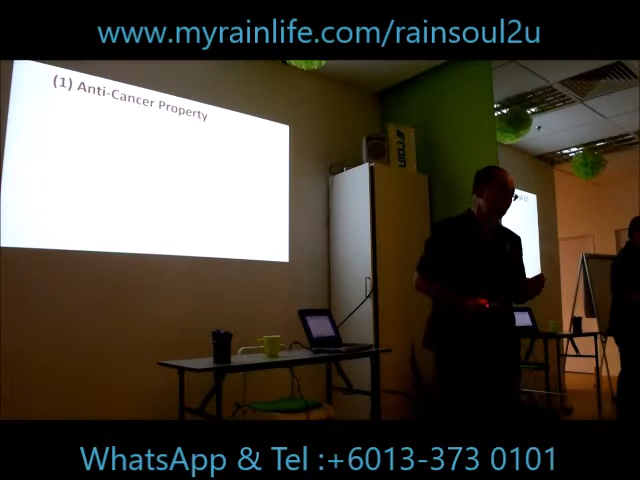 www.myrainlife.com/rainsoul2u
(1) Anti-Cancer Property
rain
WhatsApp & Tel :+6013-373 0101